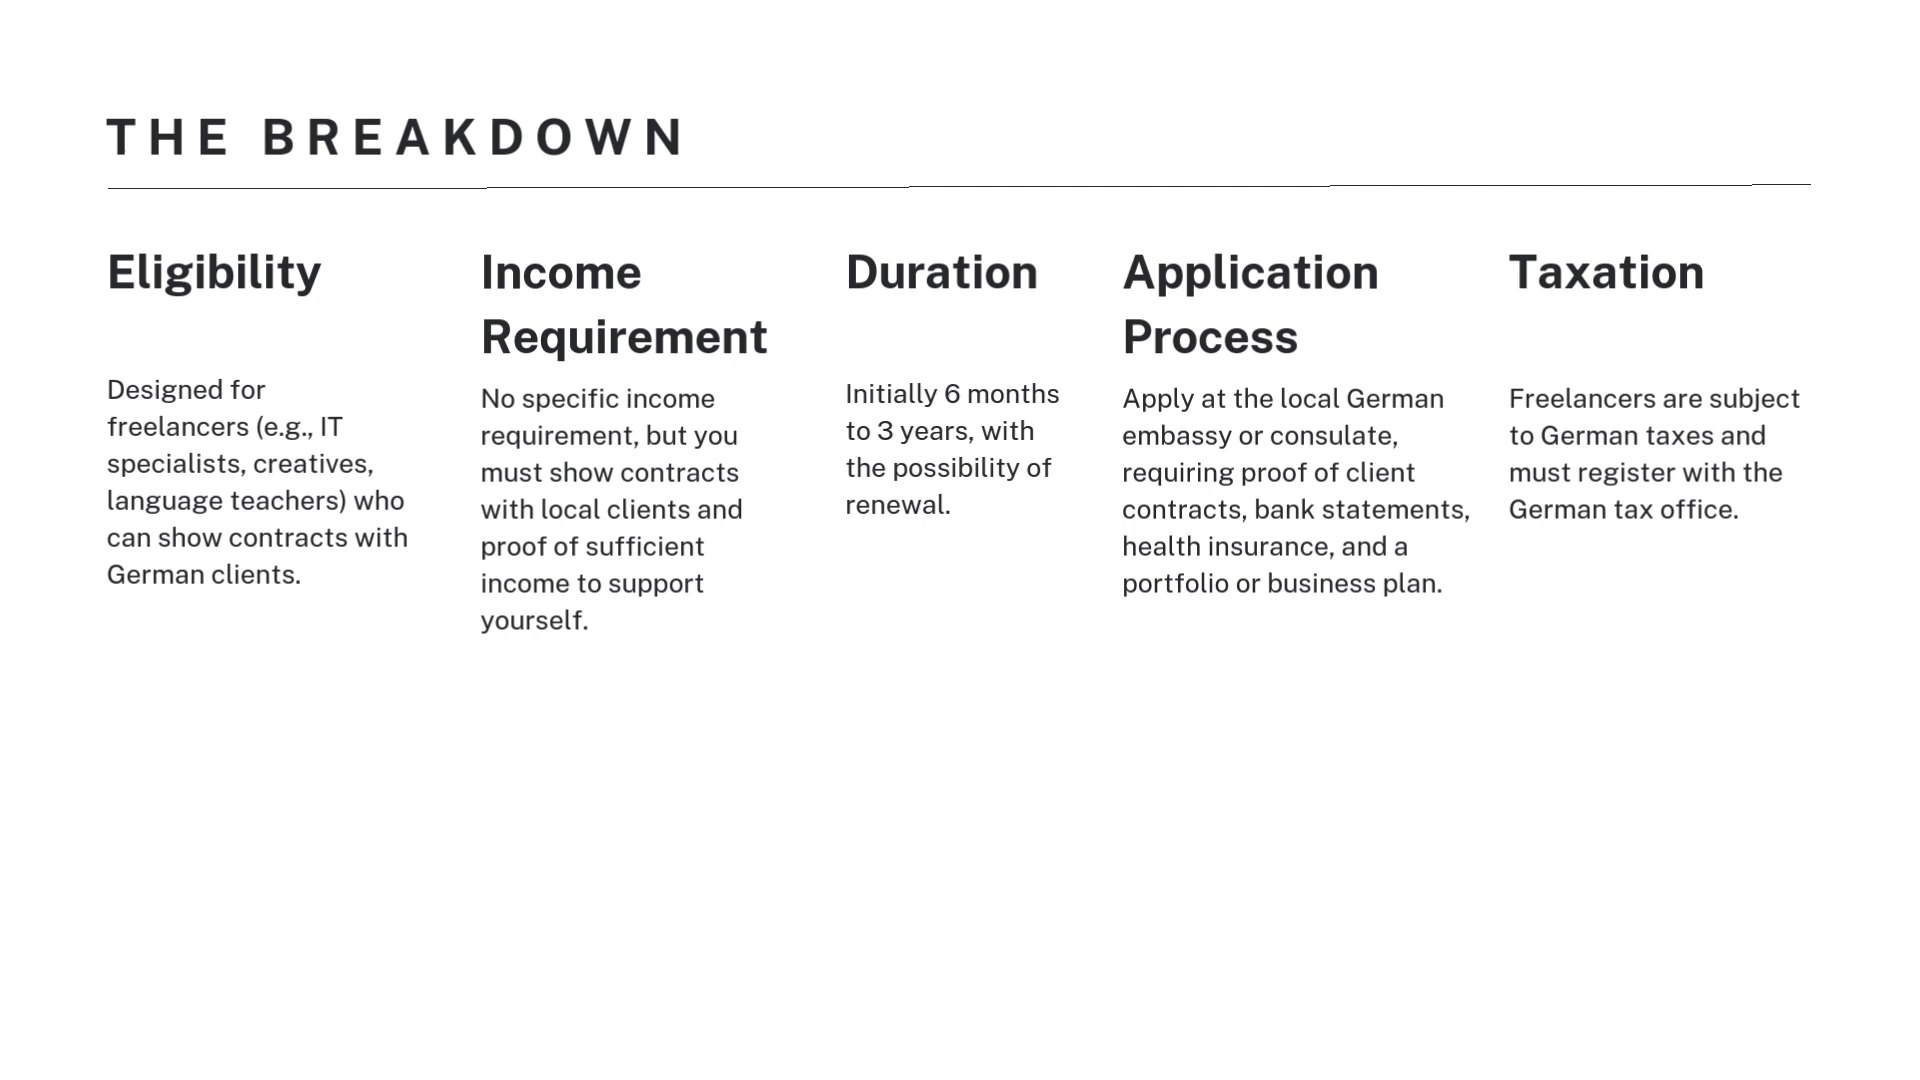 THE BREAKDOWN
Eligibility
Designed for
freelancers (e.g., IT
specialists, creatives,
language teachers) who
can show contracts with
German clients.
Income
Requirement
No specific income
requirement, but you
must show contracts
with local clients and
proof of sufficient
income to support
yourself.
Duration
Initially 6 months
to 3 years, with
the possibility of
renewal.
Application
Process
Apply at the local German
embassy or consulate,
requiring proof of client
contracts, bank statements,
health insurance, and a
portfolio or business plan.
Taxation
Freelancers are subject
to German taxes and
must register with the
German tax office.